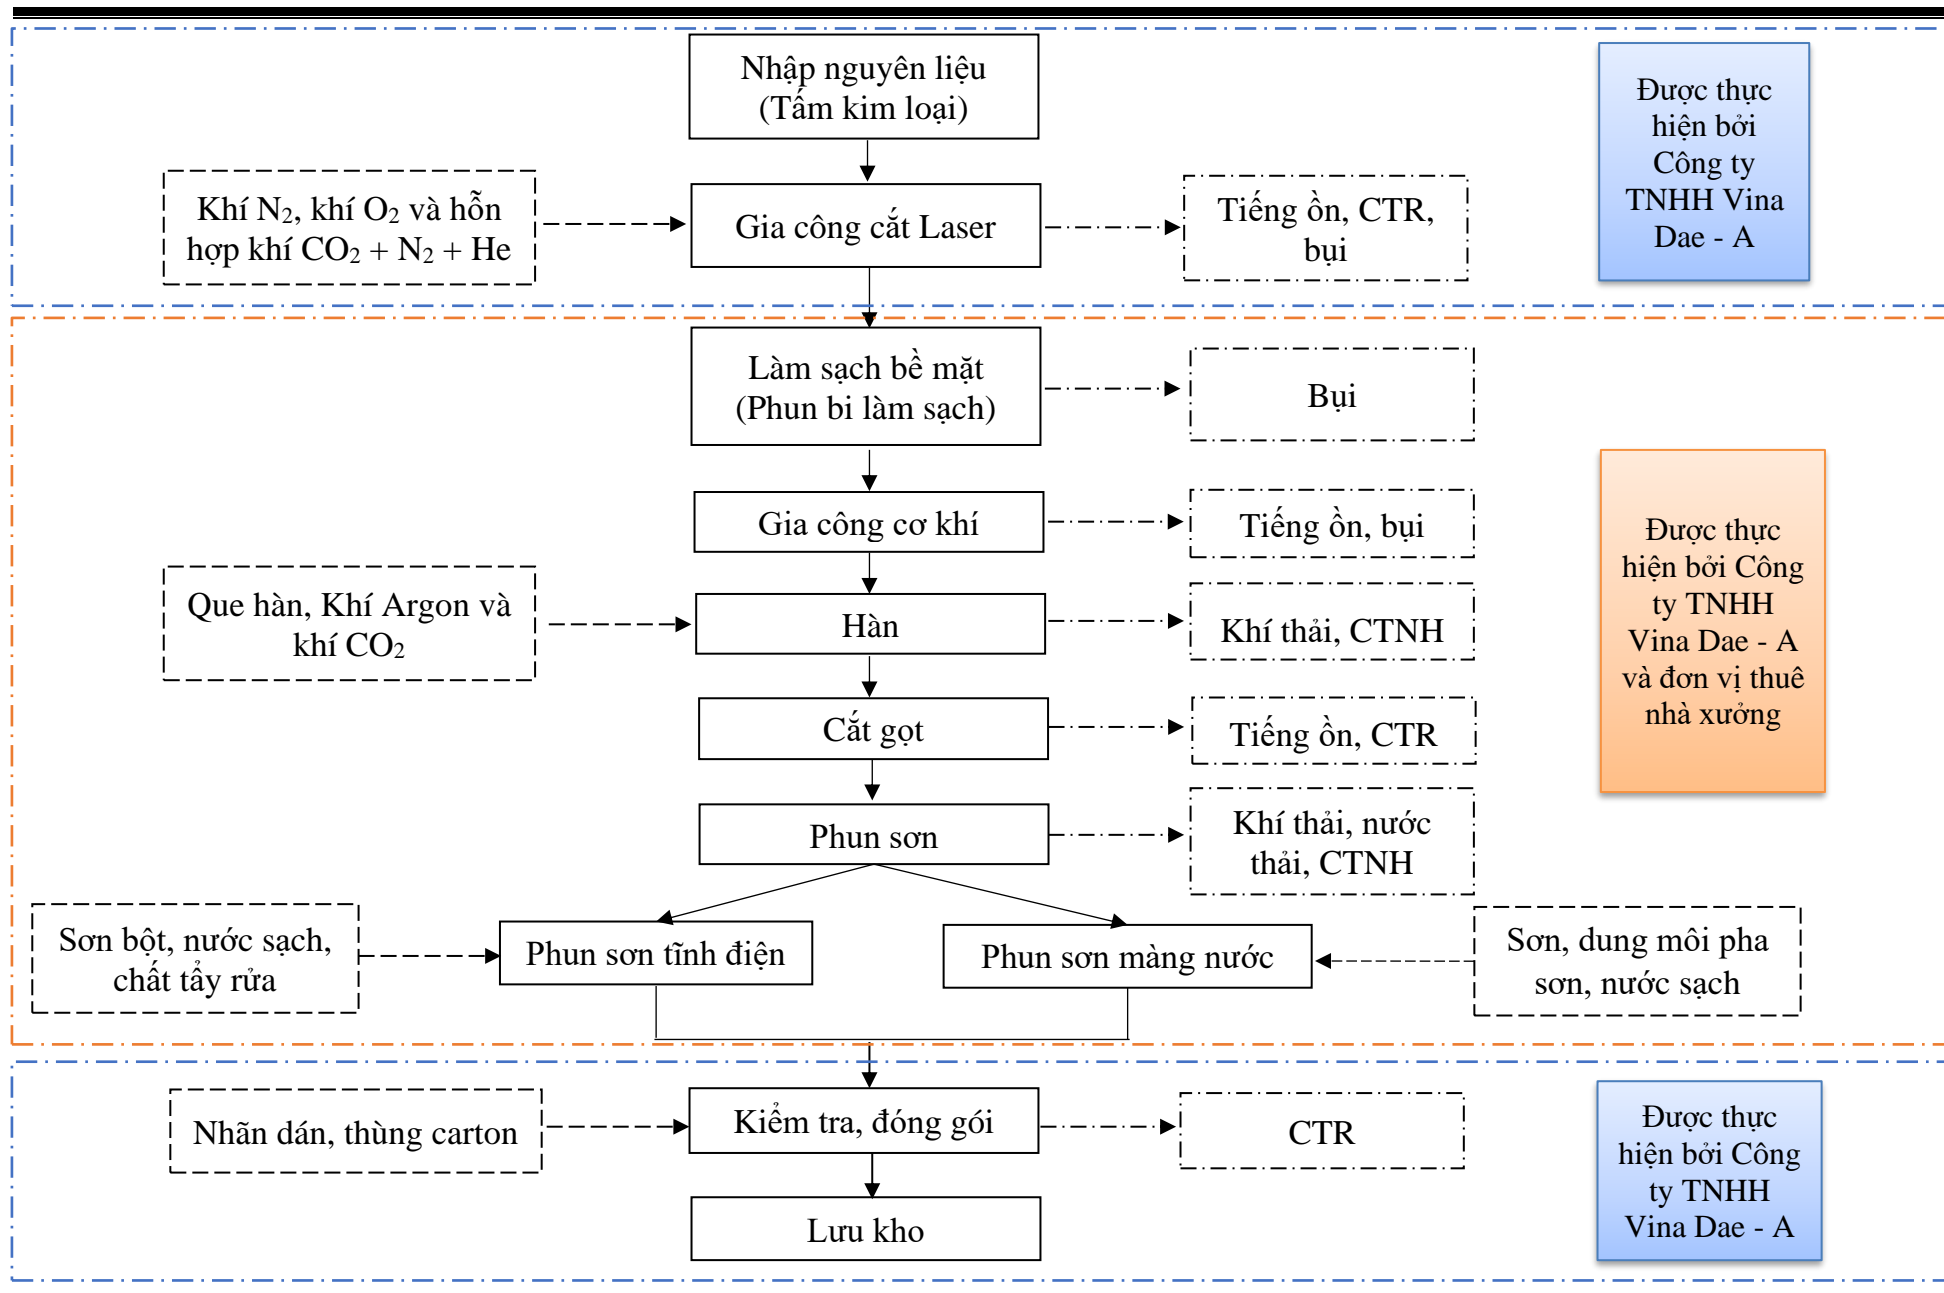 Nhập nguyên liệu
(Tấm kim loại)
Được thực
hiện bởi
Công ty
TNHH Vina
Dae - A
Khí N₂, khí O₂ và hỗn
hợp khí CO₂ + N₂ + He
Gia công cắt Laser
Tiếng ồn, CTR,
bụi
Làm sạch bề mặt
(Phun bi làm sạch)
Bụi
Gia công cơ khí
Tiếng ồn, bụi
Được thực
hiện bởi Công
ty TNHH
Vina Dae - A
và đơn vị thuê
nhà xưởng
Que hàn, Khí Argon và
khí CO₂
Hàn
Khí thải, CTNH
Cắt gọt
Tiếng ồn, CTR
Phun sơn
Khí thải, nước
thải, CTNH
Sơn bột, nước sạch,
chất tẩy rửa
Phun sơn tĩnh điện
Phun sơn màng nước
Sơn, dung môi pha
sơn, nước sạch
Nhãn dán, thùng carton
Kiểm tra, đóng gói
CTR
Được thực
hiện bởi Công
ty TNHH
Vina Dae - A
Lưu kho